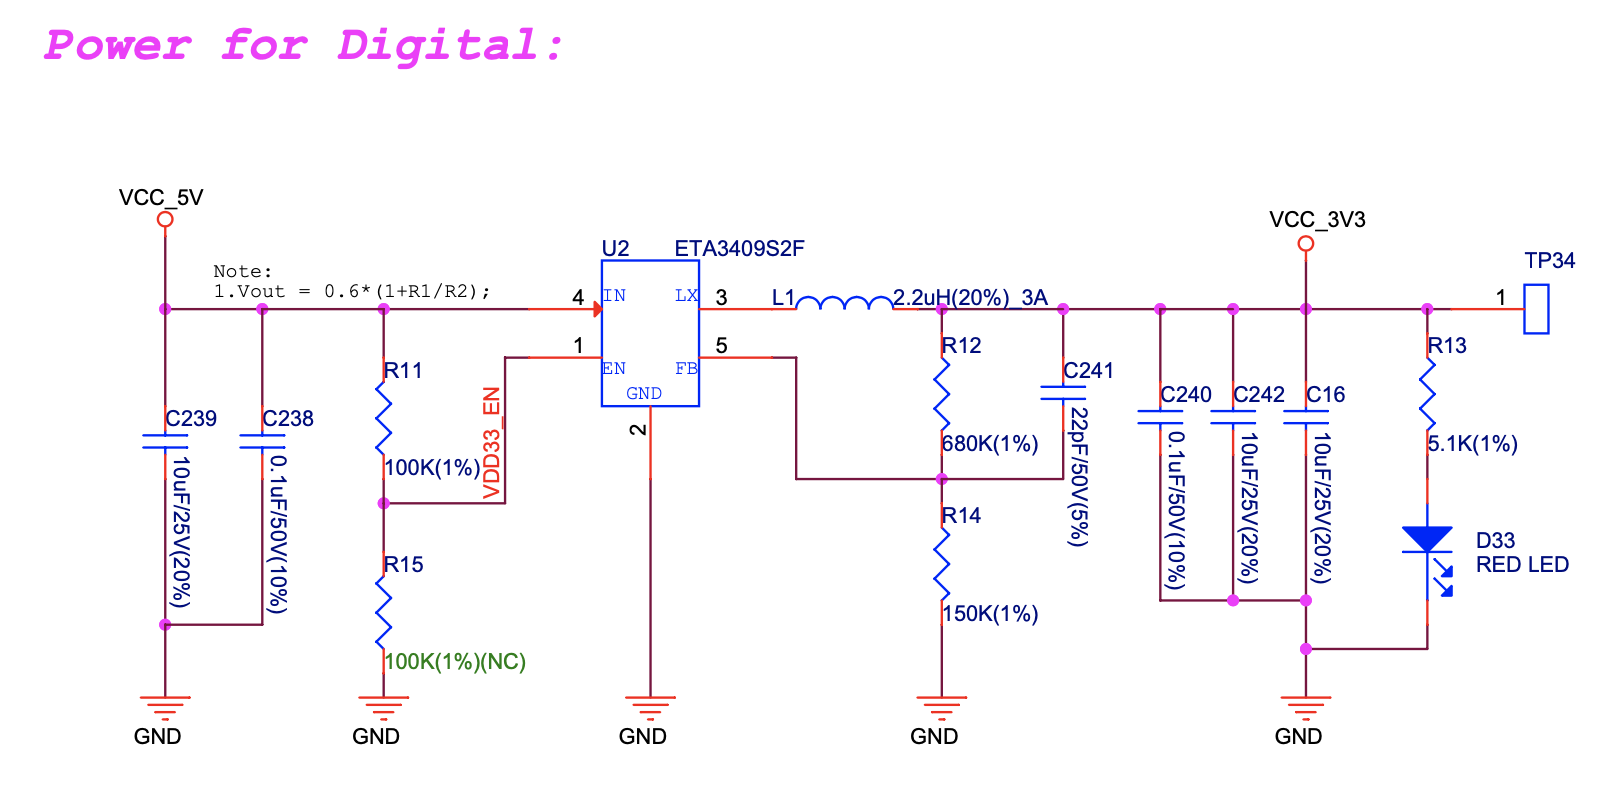 Power for Digital:
VCC_5V
VCC_3V3
U2
ETA3409S2F
TP34
Note:
1.Vout = 0.6*(1+R1/R2);
4
IN
LX
3
L1
2.2uH(20%)_3A
1
1
EN
FB
5
GND
2
R11
100K(1%)
VDD33_EN
R12
680K(1%)
C241
22pF/50V(5%)
R13
5.1K(1%)
C239
10uF/25V(20%)
C238
0.1uF/50V(10%)
C240
0.1uF/50V(10%)
C242
10uF/25V(20%)
C16
10uF/25V(20%)
R14
150K(1%)
D33
RED LED
R15
100K(1%)(NC)
GND
GND
GND
GND
GND